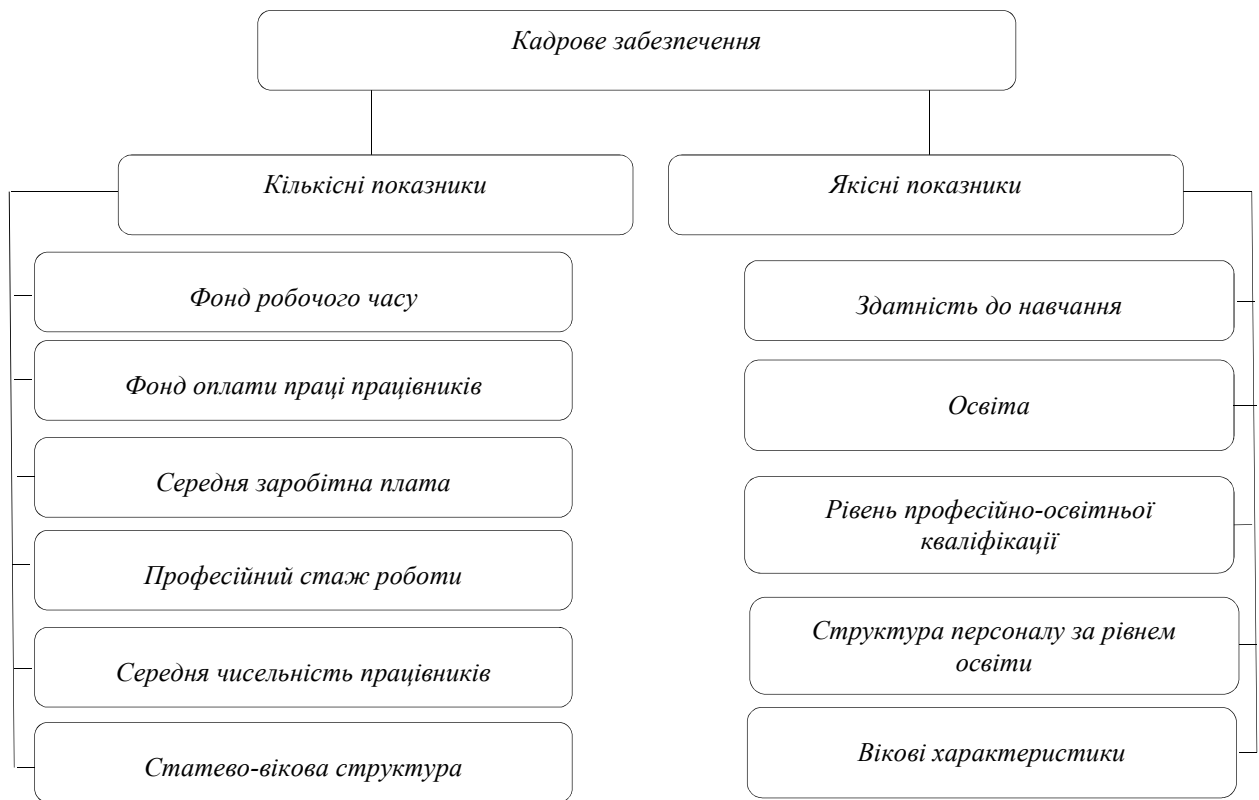 Кадрове забезпечення
Кількісні показники
Якісні показники
Фонд робочого часу
Фонд оплати праці працівників
Середня заробітна плата
Професійний стаж роботи
Середня чисельність працівників
Статево-вікова структура
Здатність до навчання
Освіта
Рівень професійно-освітньої
кваліфікації
Структура персоналу за рівнем
освіти
Вікові характеристики